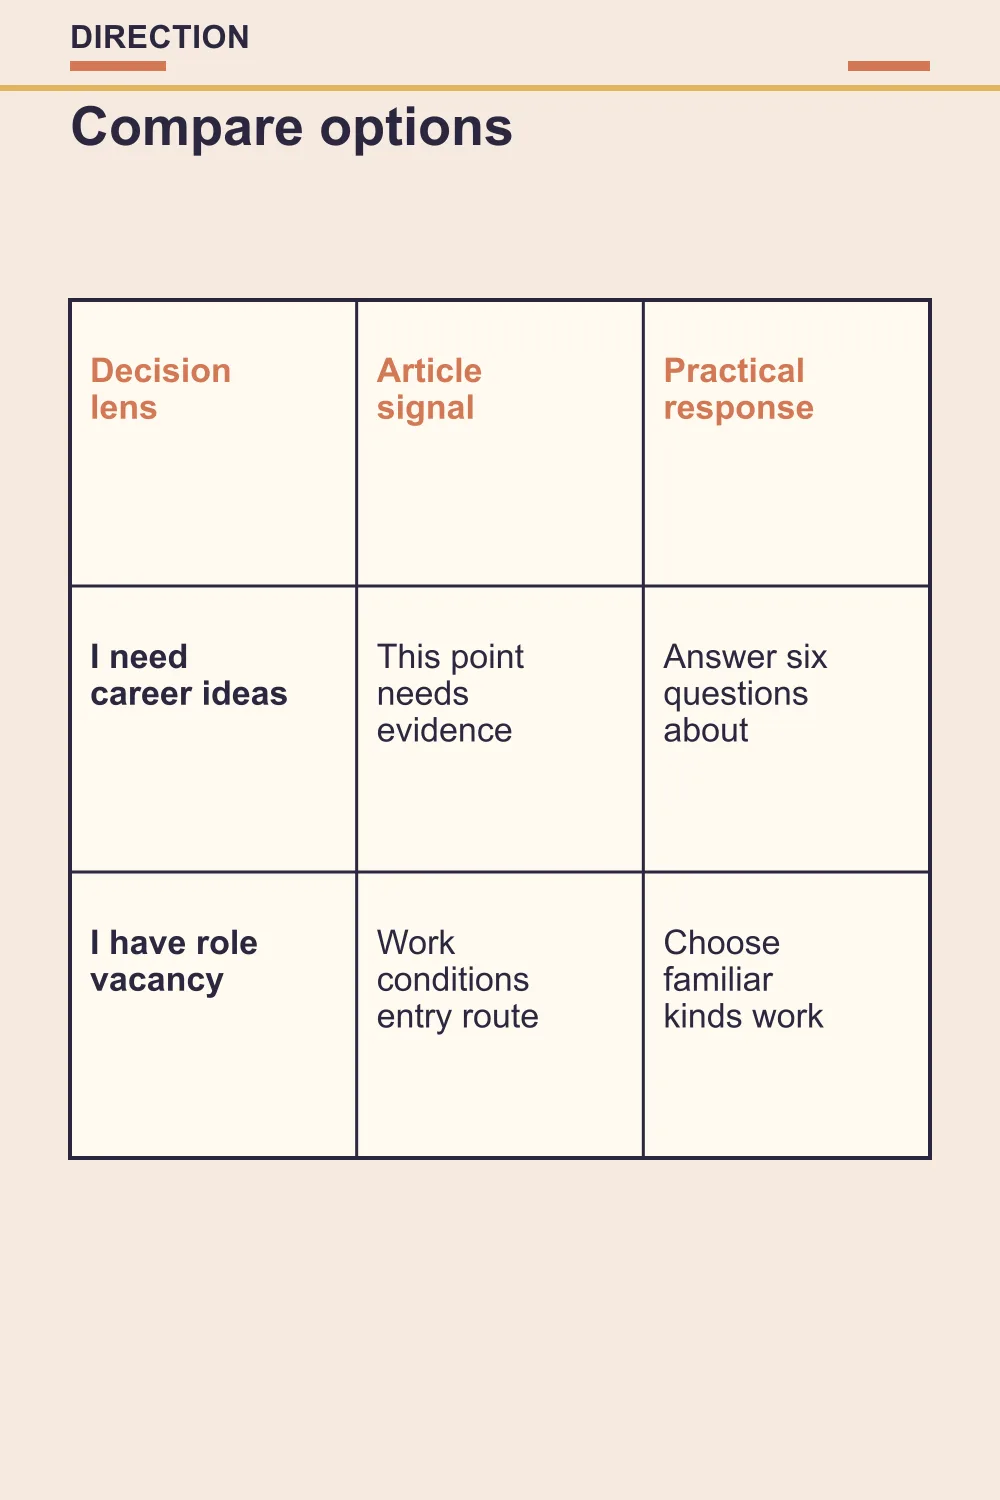 DIRECTION
Compare options
Decision
lens
Article
signal
Practical
response
I need
career ideas
This point
needs
evidence
Answer six
questions
about
I have role
vacancy
Work
conditions
entry route
Choose
familiar
kinds work